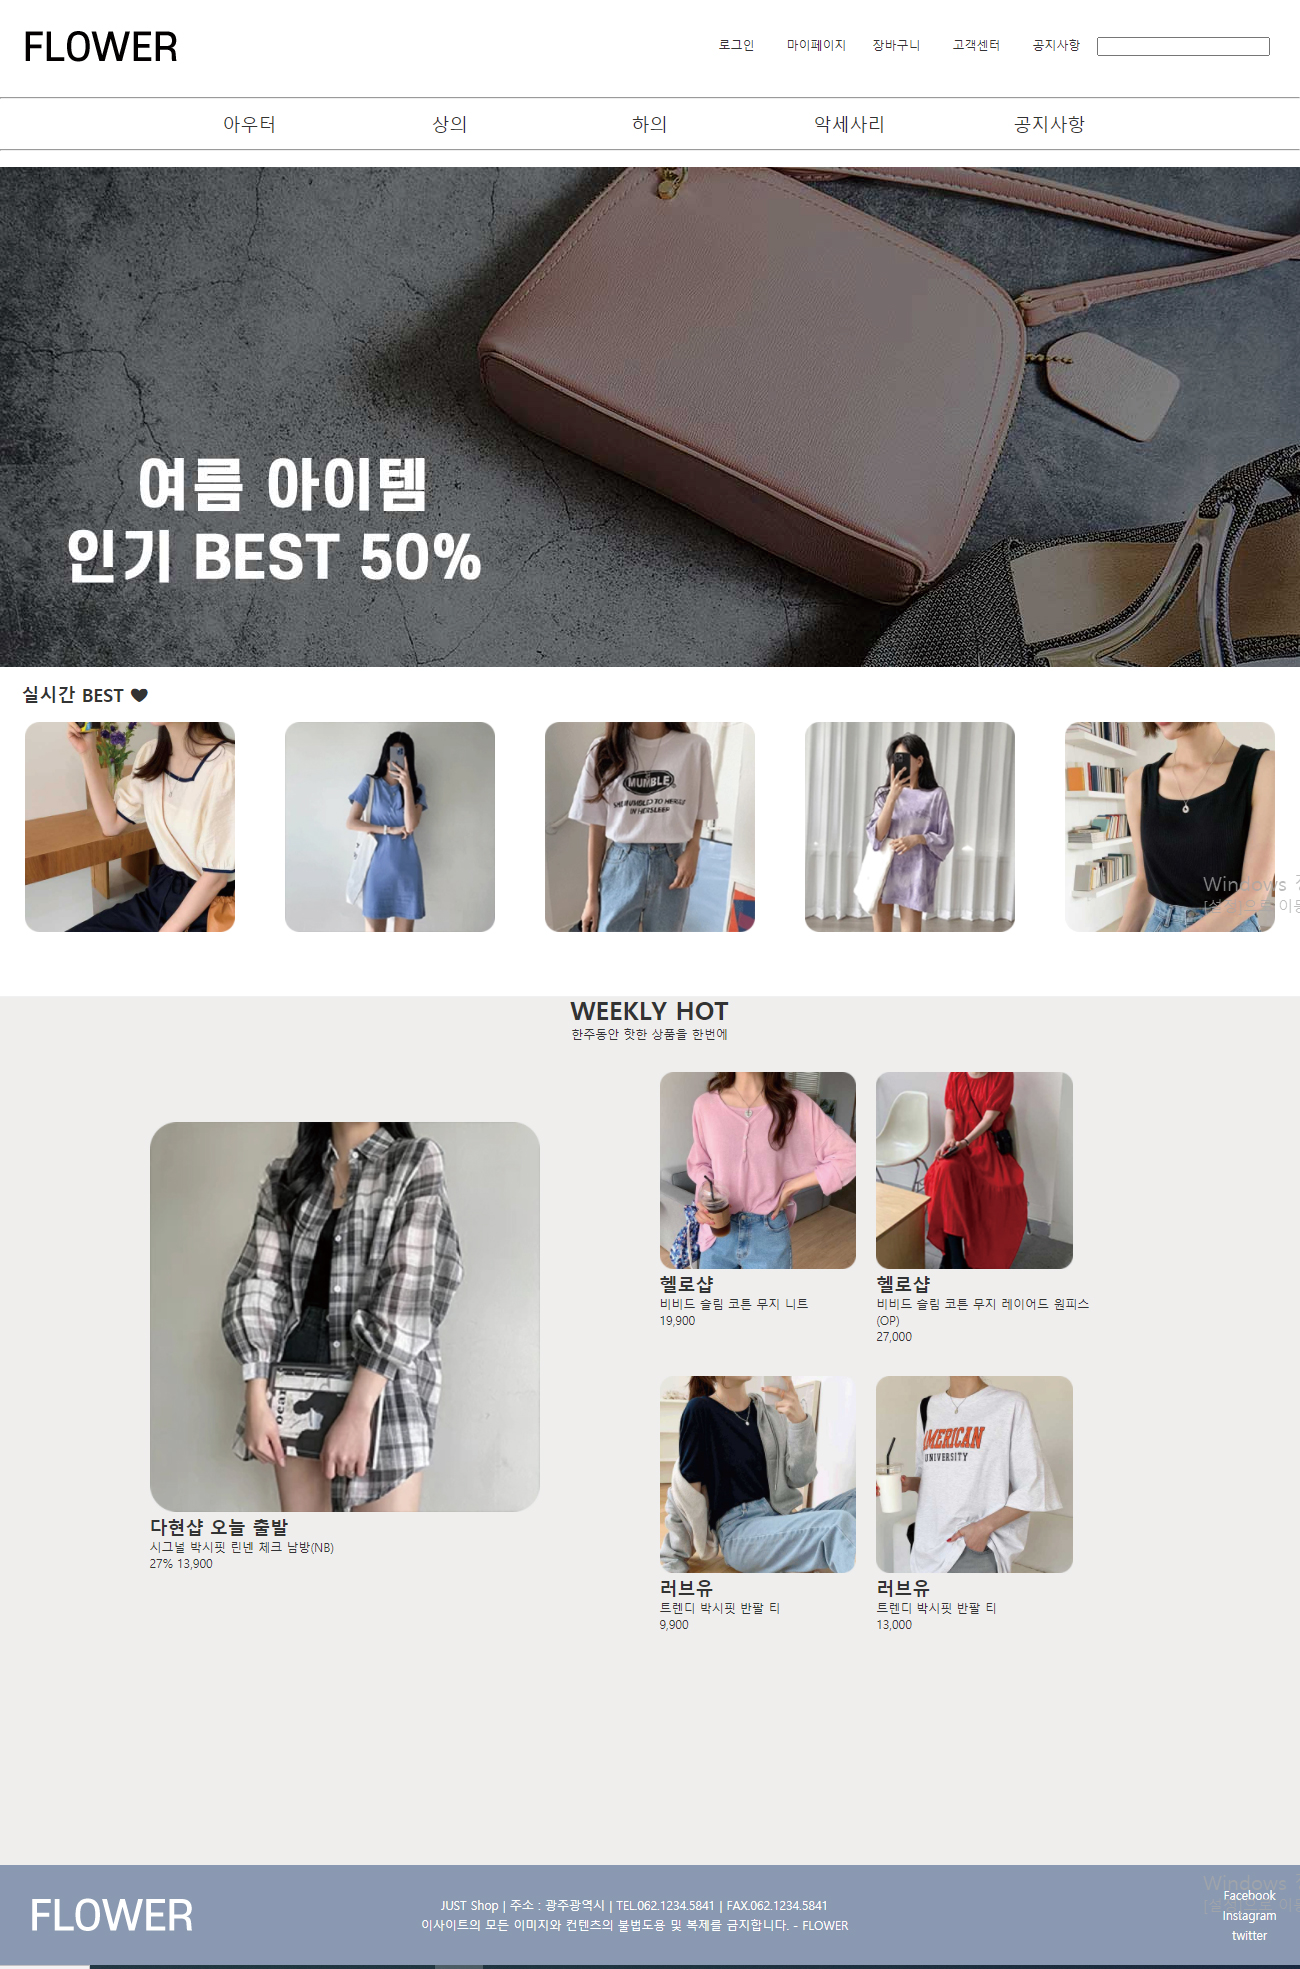 FLOWER
로그인 마이페이지 장바구니 고객센터 공지사항
아우터 상의 하의 악세사리 공지사항
여름 아이템
인기 BEST 50%
실시간 BEST
MUMBLE
Windows
WEEKLY HOT
한주동안 핫한 상품을 한번에
헬로샵
비비드 슬림 코튼 무지 니트
19,900
헬로샵
비비드 슬림 코튼 무지 레이어드 원피스
(OP)
27,000
다현샵 오늘 출발
시그널 박시핏 린넨 체크 남방(NB)
27% 13,900
AMERICAN
UNIVERSITY
러브유
트렌디 박시핏 반팔 티
9,900
러브유
트렌디 박시핏 반팔 티
13,000
FLOWER
JUST Shop | 주소 : 광주광역시 | TEL.062.1234.5841 | FAX.062.1234.5841
이사이트의 모든 이미지와 컨텐츠의 불법도용 및 복제를 금지합니다. - FLOWER
Windows
Facebook
Instagram
twitter